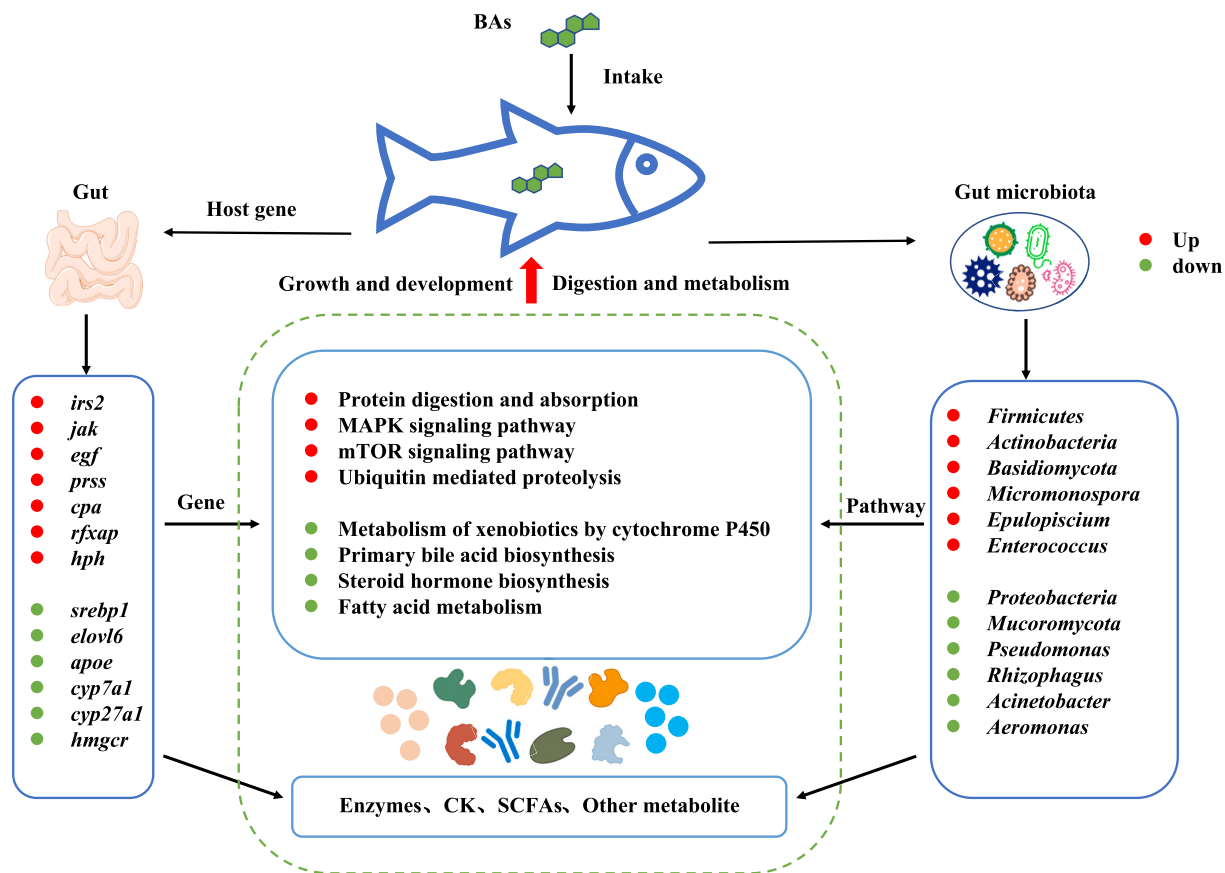 BAs
Intake
Gut
Host gene
Gut microbiota
Up
down
Growth and development
Digestion and metabolism
irs2
jak
egf
prss
cpa
rfxap
hph
srebp1
elovl6
apoe
cyp7a1
cyp27a1
hmgcr
Gene
Protein digestion and absorption
MAPK signaling pathway
mTOR signaling pathway
Ubiquitin mediated proteolysis
Metabolism of xenobiotics by cytochrome P450
Primary bile acid biosynthesis
Steroid hormone biosynthesis
Fatty acid metabolism
Pathway
Firmicutes
Actinobacteria
Basidiomycota
Micromonospora
Epulopiscium
Enterococcus
Proteobacteria
Mucoromycota
Pseudomonas
Rhizophagus
Acinetobacter
Aeromonas
Enzymes、CK、SCFAs、Other metabolite